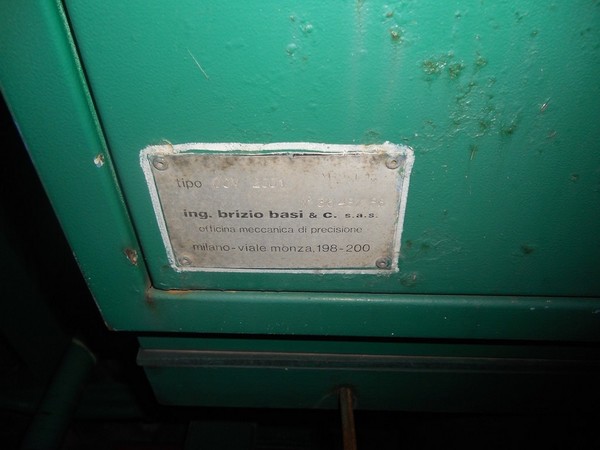 tipo
ing. brizio basi & c. s.a.s.
officina meccanica di precisione
milano-viale monza, 198-200